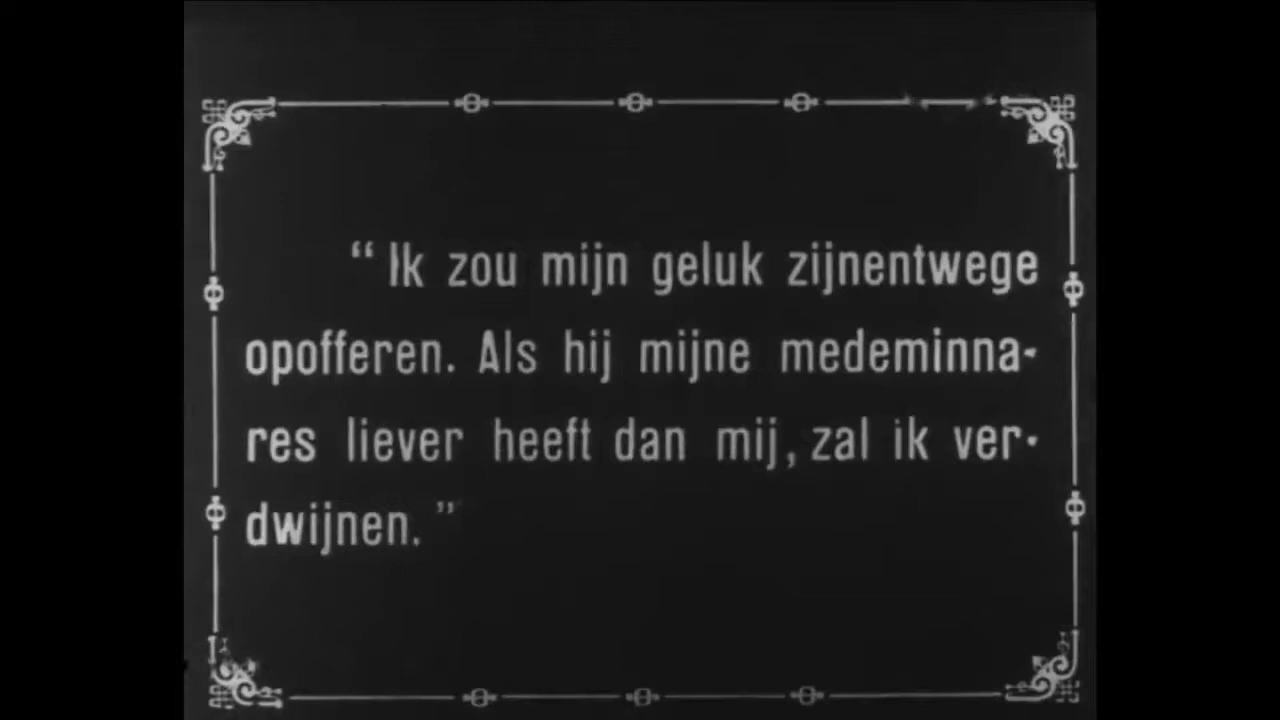 “ Ik zou mijn geluk zijnentwege
opofferen. Als hij mijne medeminna-
res liever heeft dan mij, zal ik ver-
dwijnen. ”